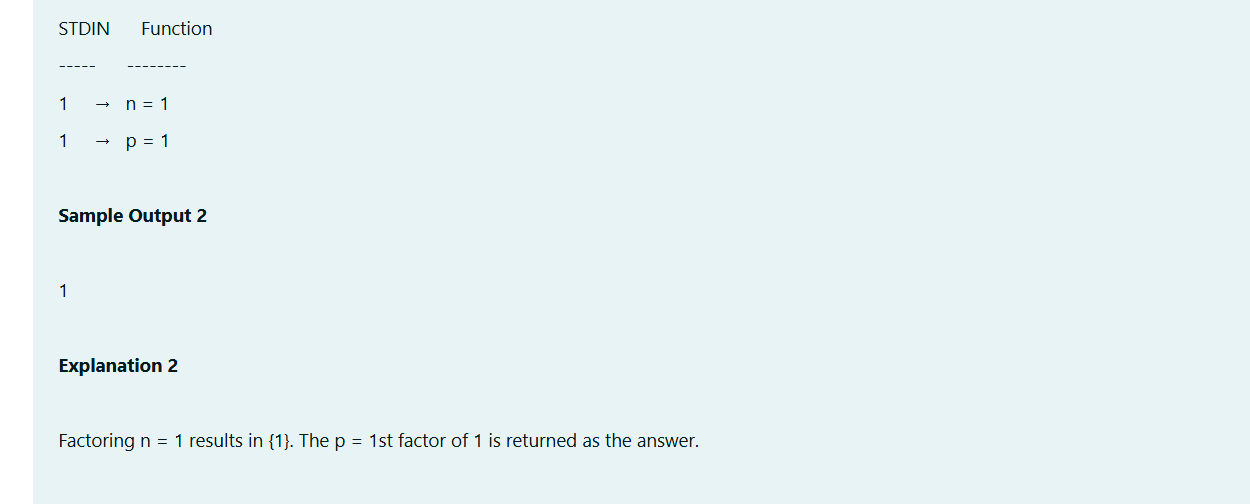 STDIN Function
----- --------
1 → n = 1
1 → p = 1
Sample Output 2
1
Explanation 2
Factoring n = 1 results in {1}. The p = 1st factor of 1 is returned as the answer.